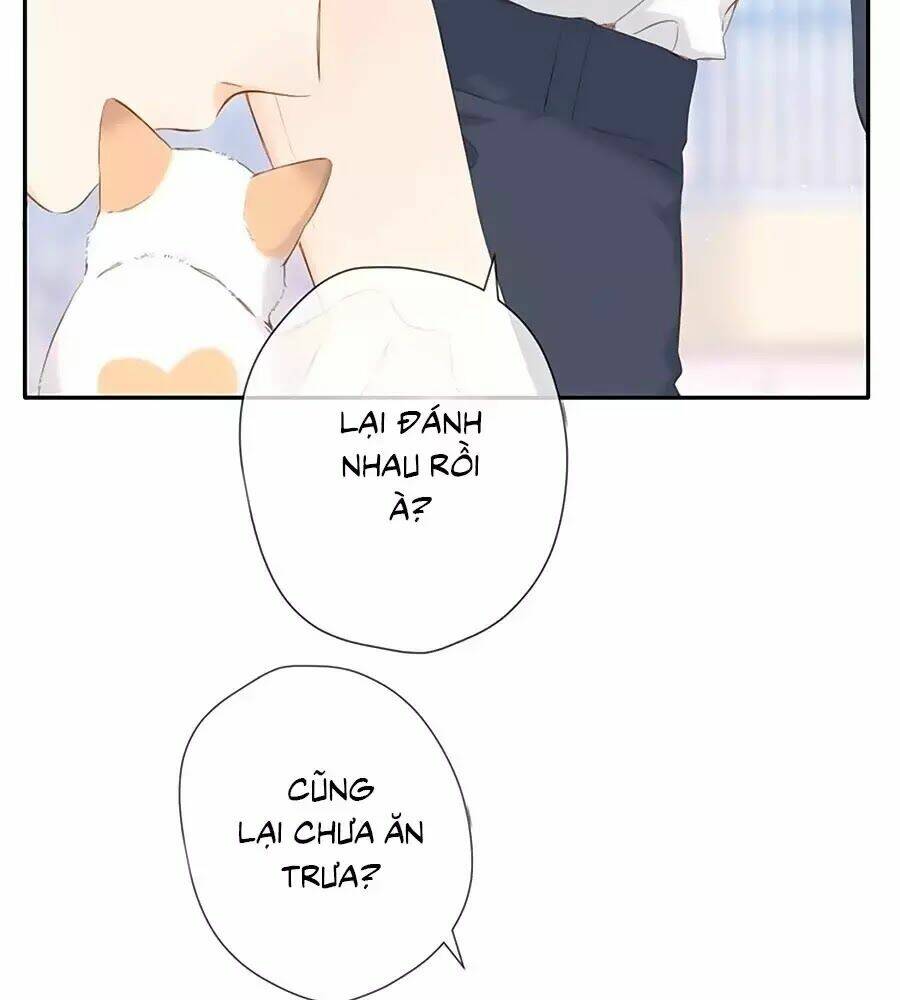 LẠI ĐÁNH
NHAU RỒI
À?
CŨNG
LẠI CHƯA ĂN
TRƯA?